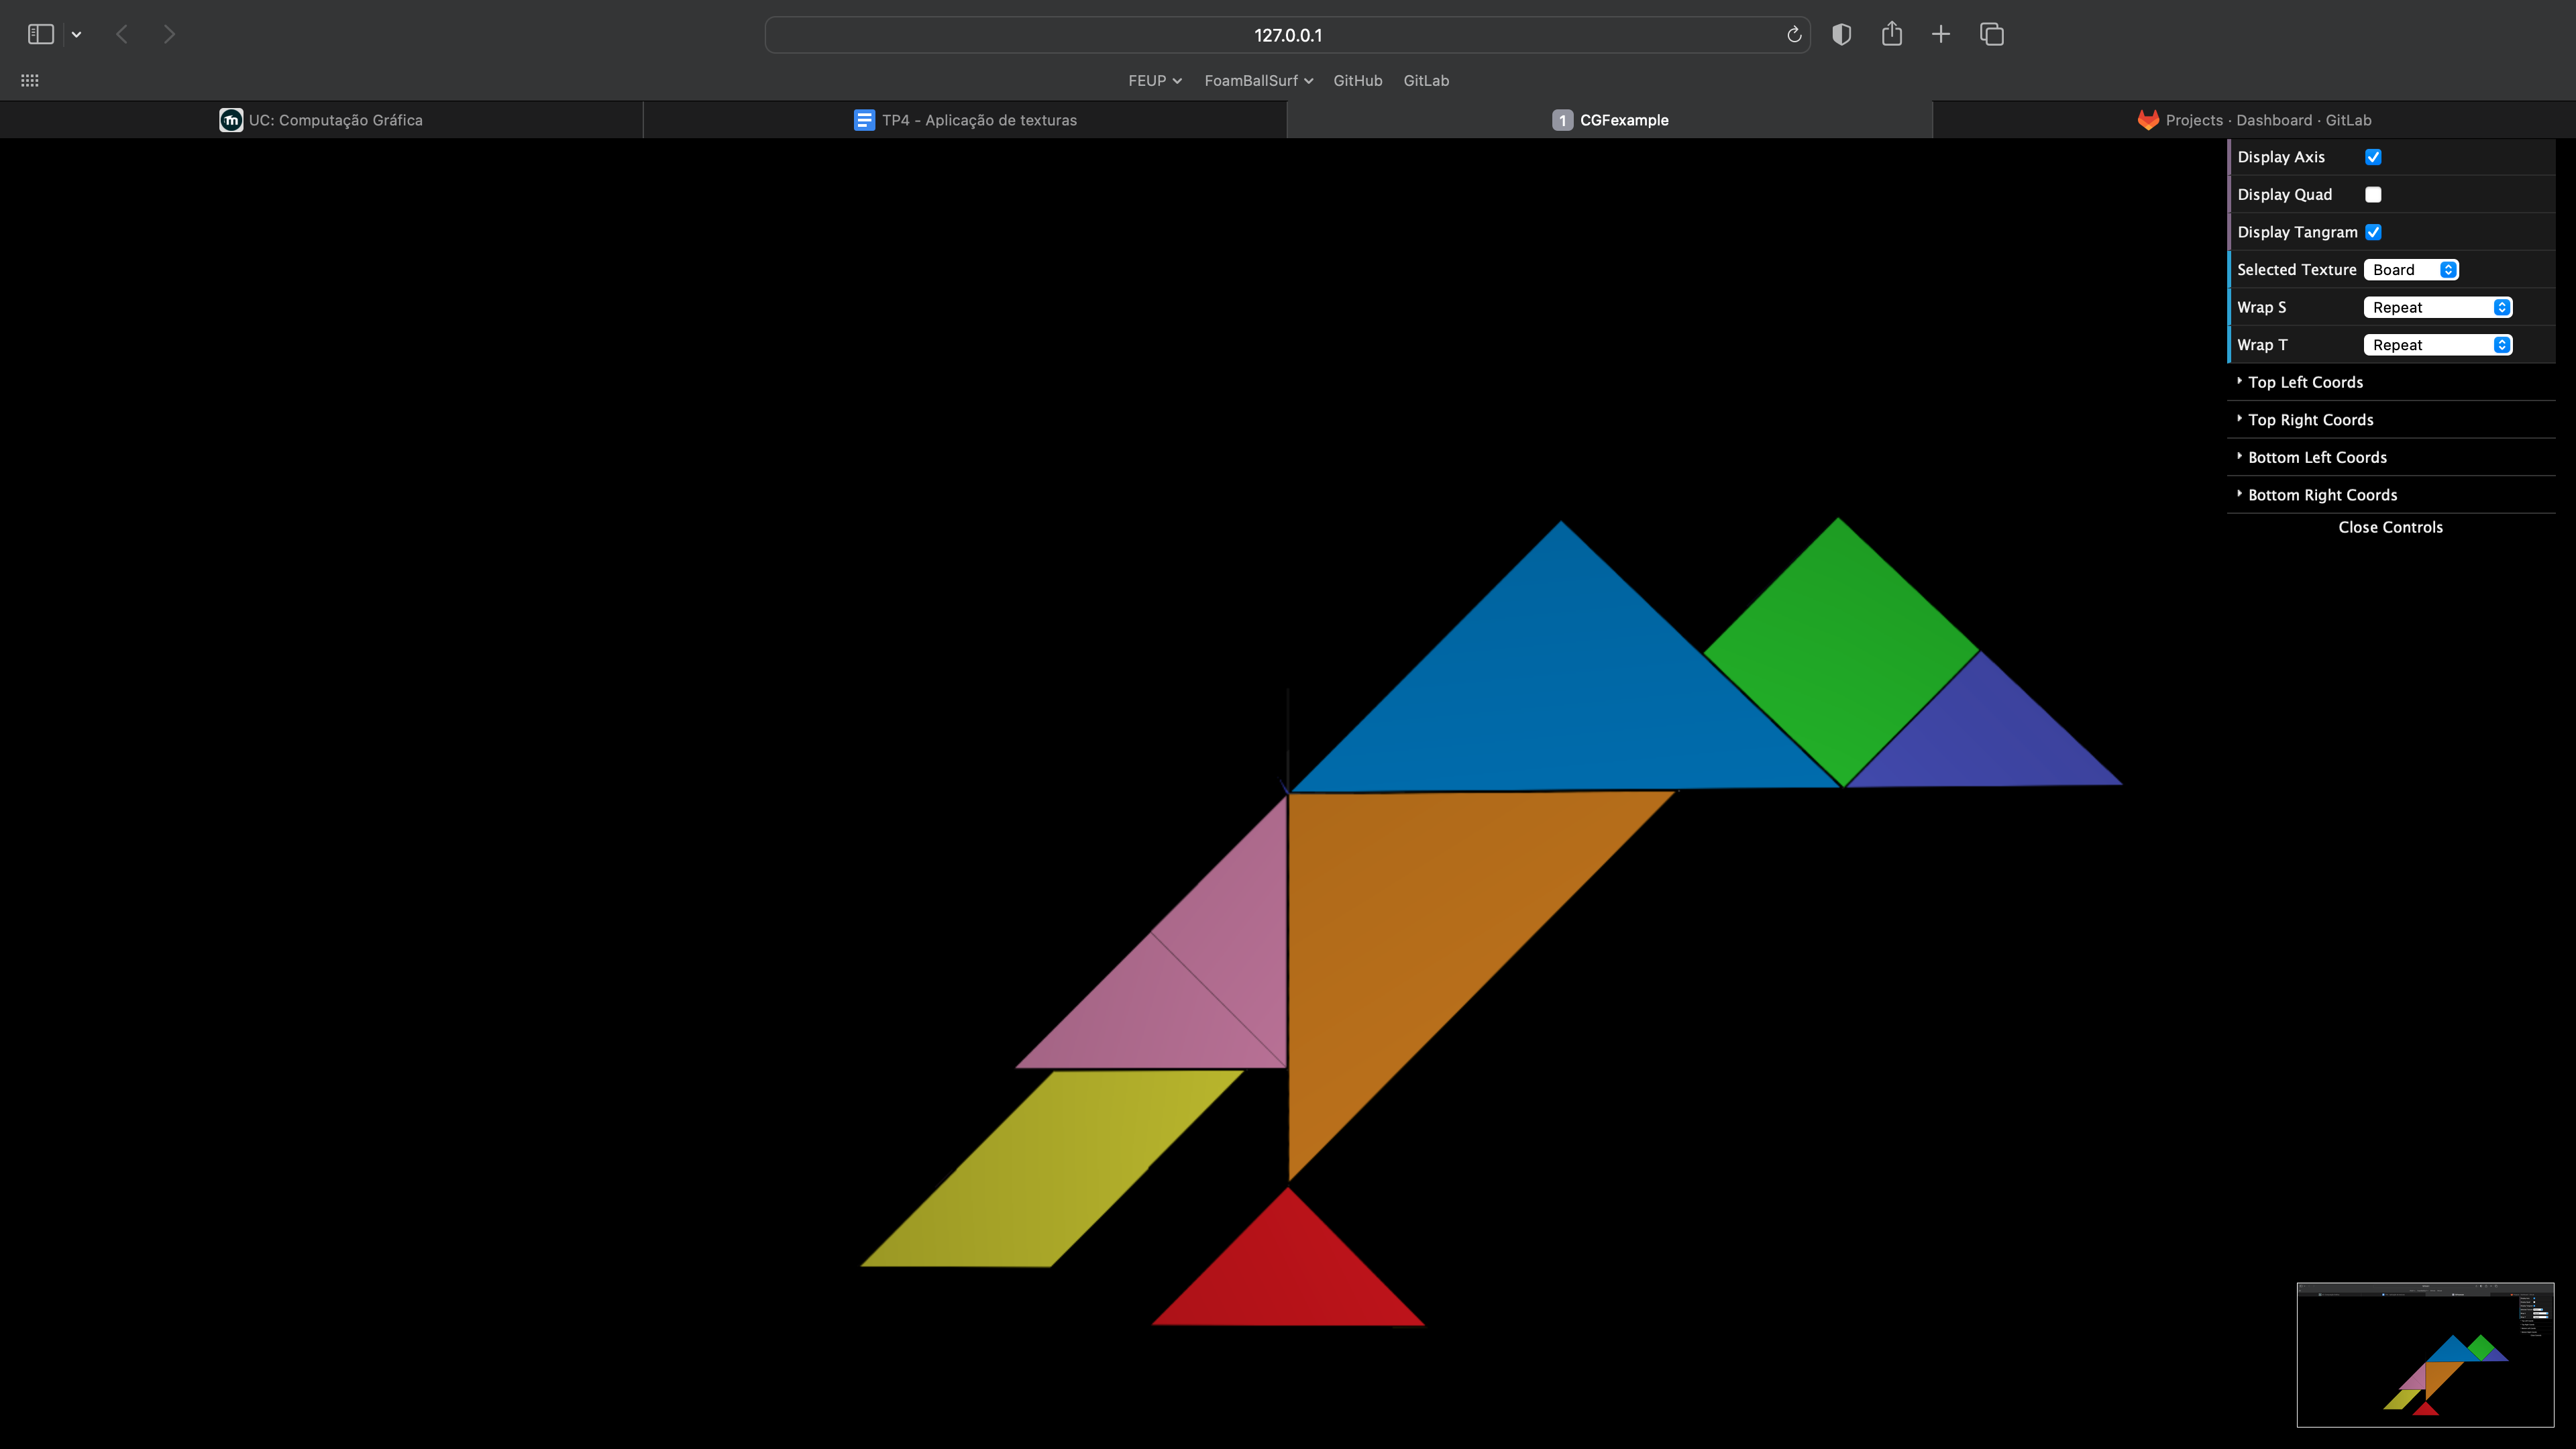 127.0.0.1
FEUP FoamBallSurf GitHub GitLab
UC: Computação Gráfica
TP4 - Aplicação de texturas
1 CGFexample
Projects · Dashboard · GitLab
Display Axis
Display Quad
Display Tangram
Selected Texture Board
Wrap S Repeat
Wrap T Repeat
Top Left Coords
Top Right Coords
Bottom Left Coords
Bottom Right Coords
Close Controls